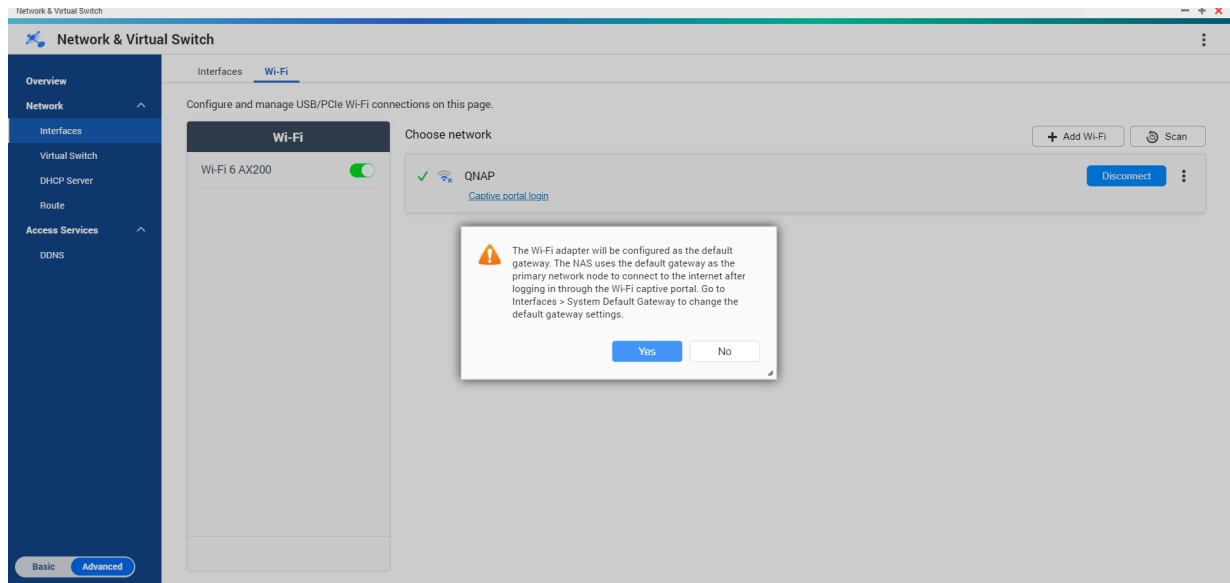 Network & Virtual Switch
Network & Virtual Switch
Overview
Network
Interfaces
Virtual Switch
DHCP Server
Route
Access Services
DDNS
Basic
Advanced
Interfaces
Wi-Fi
Configure and manage USB/PCIe Wi-Fi connections on this page.
Wi-Fi
Wi-Fi 6 AX200
Choose network
+ Add Wi-Fi
Scan
QNAP
Captive portal login
Disconnect
The Wi-Fi adapter will be configured as the default
gateway. The NAS uses the default gateway as the
primary network node to connect to the internet after
logging in through the Wi-Fi captive portal. Go to
Interfaces > System Default Gateway to change the
default gateway settings.
Yes
No